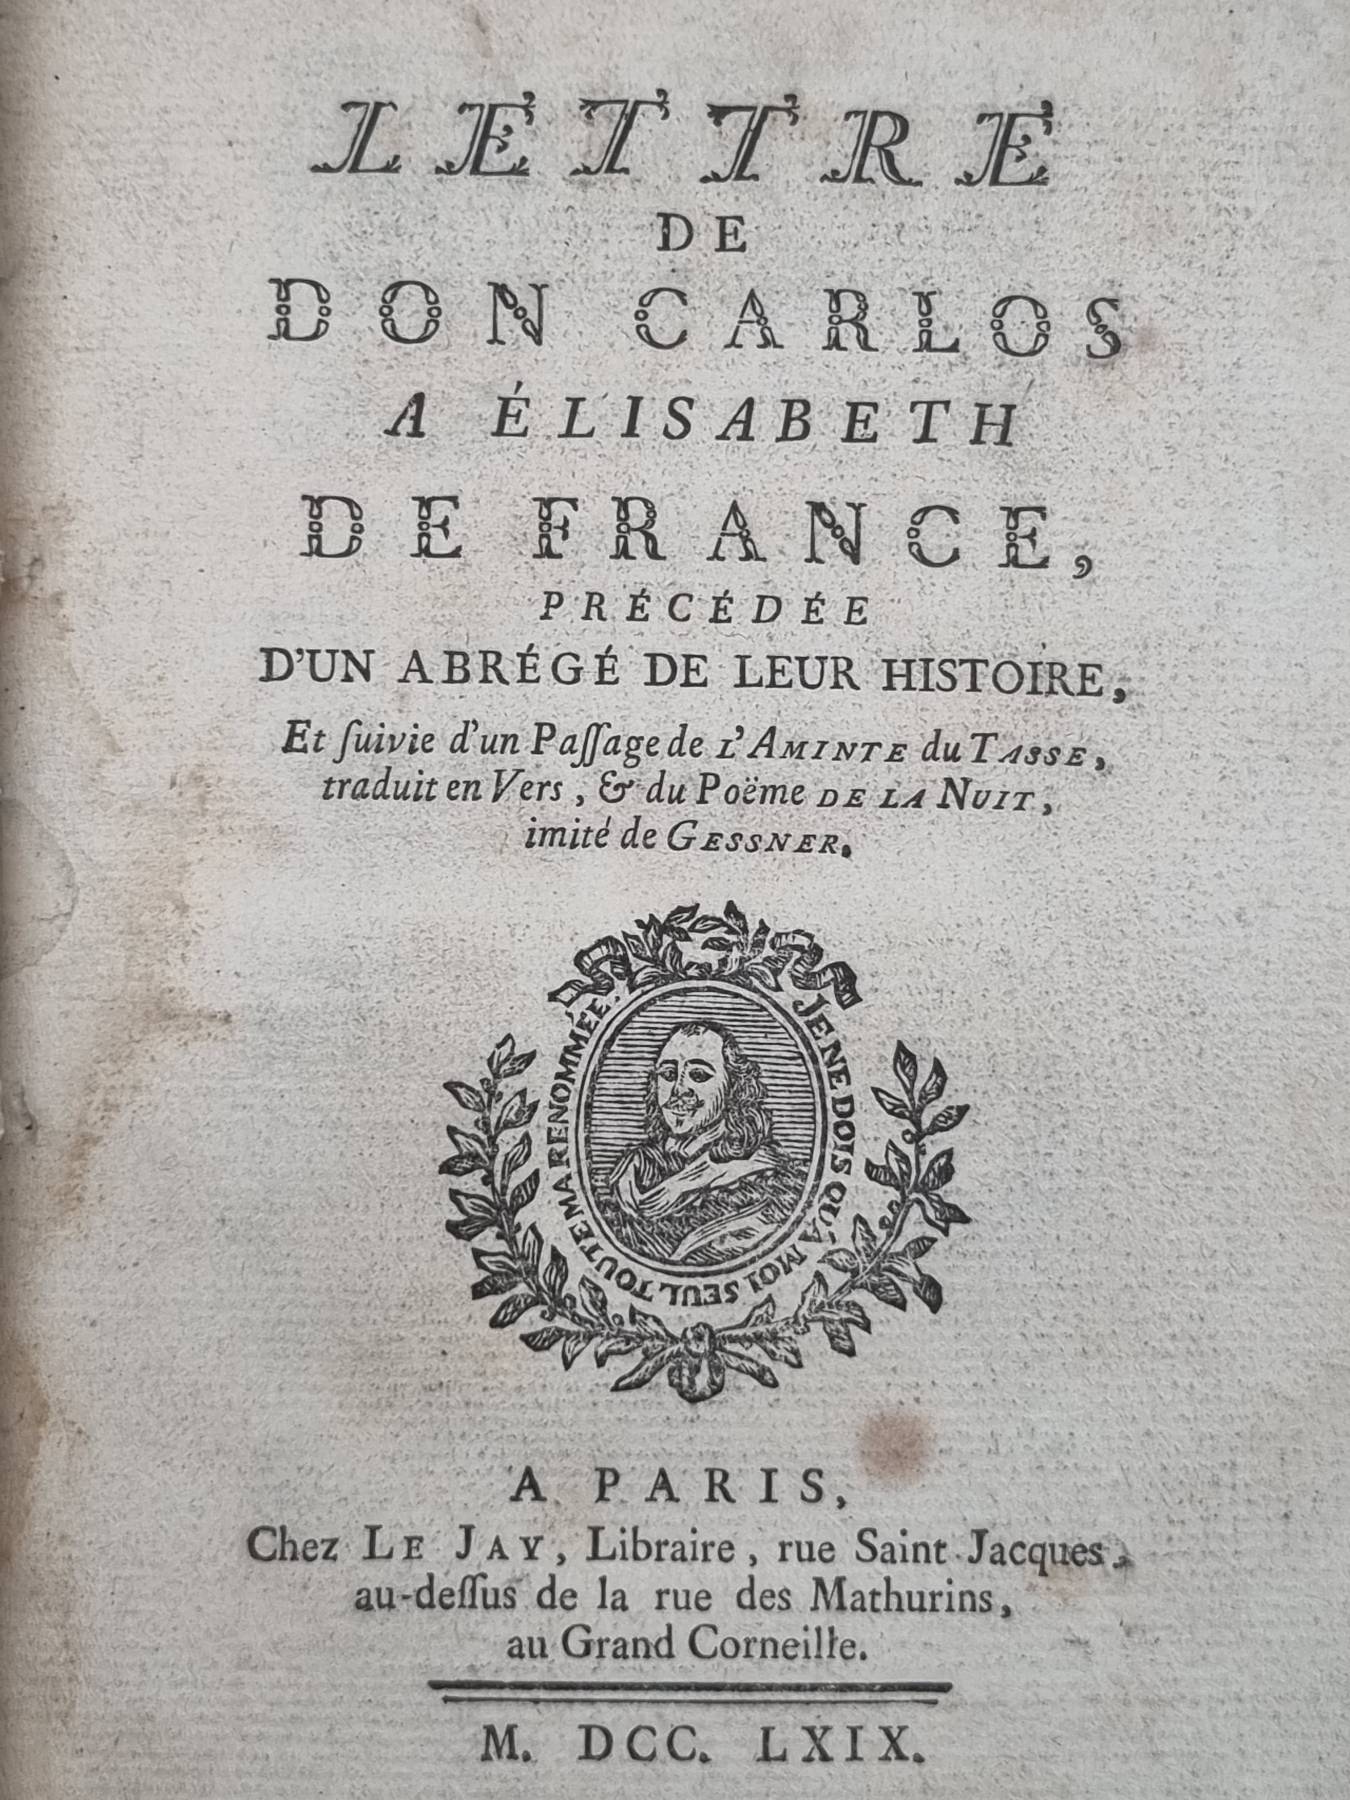 LETTRE
DE
DON CARLOS
A ÉLISABETH
DE FRANCE,
PRÉCÉDÉE
D'UN ABRÉGÉ DE LEUR HISTOIRE,
Et ſuivie d'un Paſſage de L'AMINTE du TASSE,
traduit en Vers, & du Poëme DE LA NUIT,
imité de GESSNER.
JE NE DOIS QU'À MOI SEUL TOUTE MA RENOMMÉE.
A PARIS,
Chez LE JAY, Libraire, rue Saint Jacques,
au-deſſus de la rue des Mathurins,
au Grand Corneille.
M. DCC. LXIX.